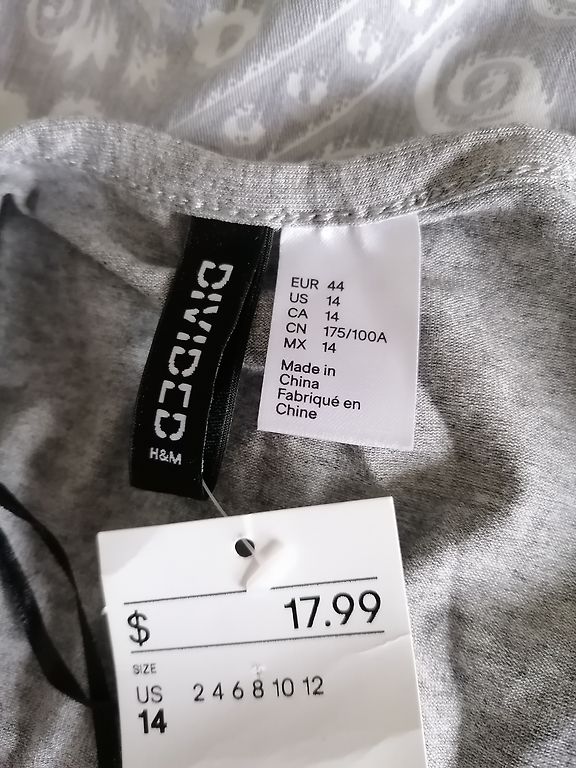 DIVIDED
H&M
EUR 44
US 14
CA 14
CN 175/100A
MX 14
Made in
China
Fabriqué en
Chine
$ 17.99
SIZE
US 2 4 6 8 10 12
14